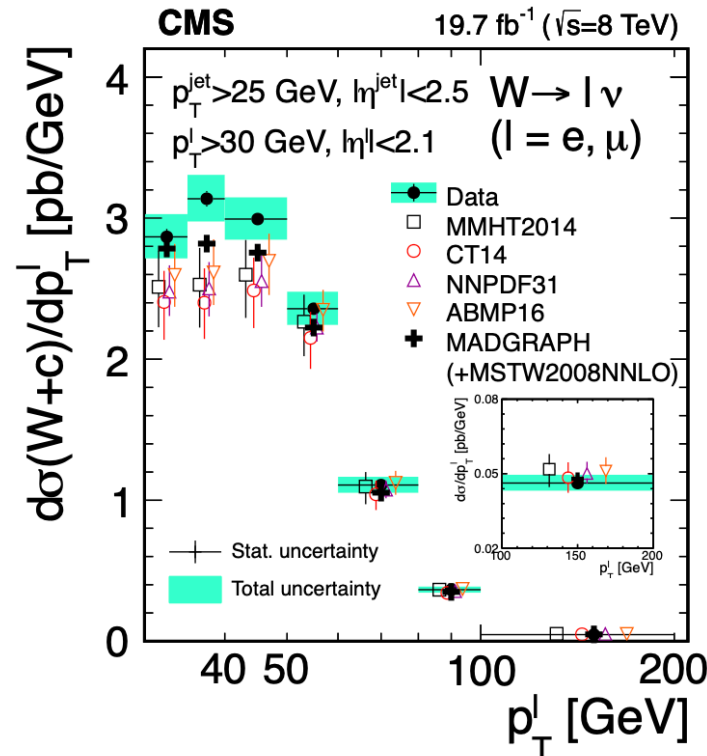 CMS 19.7 fb⁻¹ (√s=8 TeV)
p_T^jet>25 GeV, |η^jet|<2.5 W→ l ν
p_T^l>30 GeV, |η^l|<2.1 (l = e, μ)
Data
MMHT2014
CT14
NNPDF31
ABMP16
MADGRAPH
(+MSTW2008NNLO)
Stat. uncertainty
Total uncertainty
dσ(W+c)/dp_T^l [pb/GeV]
4
3
2
1
0
40 50 100 200
p_T^l [GeV]
dσ/dp_T^l [pb/GeV]
0.08
0.05
0.02
100 150 200
p_T^l [GeV]